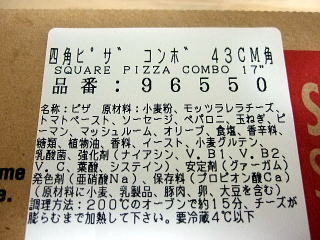 四角ピザ コンボ 43CM角
SQUARE PIZZA COMBO 17"
品番: 96550
名称:ピザ 原材料:小麦粉、モッツラレラチーズ、
トマトペースト、ソーセージ、ペパロニ、玉ねぎ、ピ
ーマン、マッシュルーム、オリーブ、食塩、香辛料、
糖類、植物油、香料、イースト、小麦グルテン、
乳酸菌、強化剤(ナイアシン、V.B1、V.B2、
V.C、葉酸、システイン)、安定剤(グァーガム)
発色剤(亜硝酸Na)、保存料(プロピオン酸Ca)
(原材料に小麦、乳製品、豚肉、卵、大豆を含む)
調理方法:200℃のオーブンで約15分、チーズが
膨らむまで加熱して下さい。要冷蔵4℃以下
me
a.